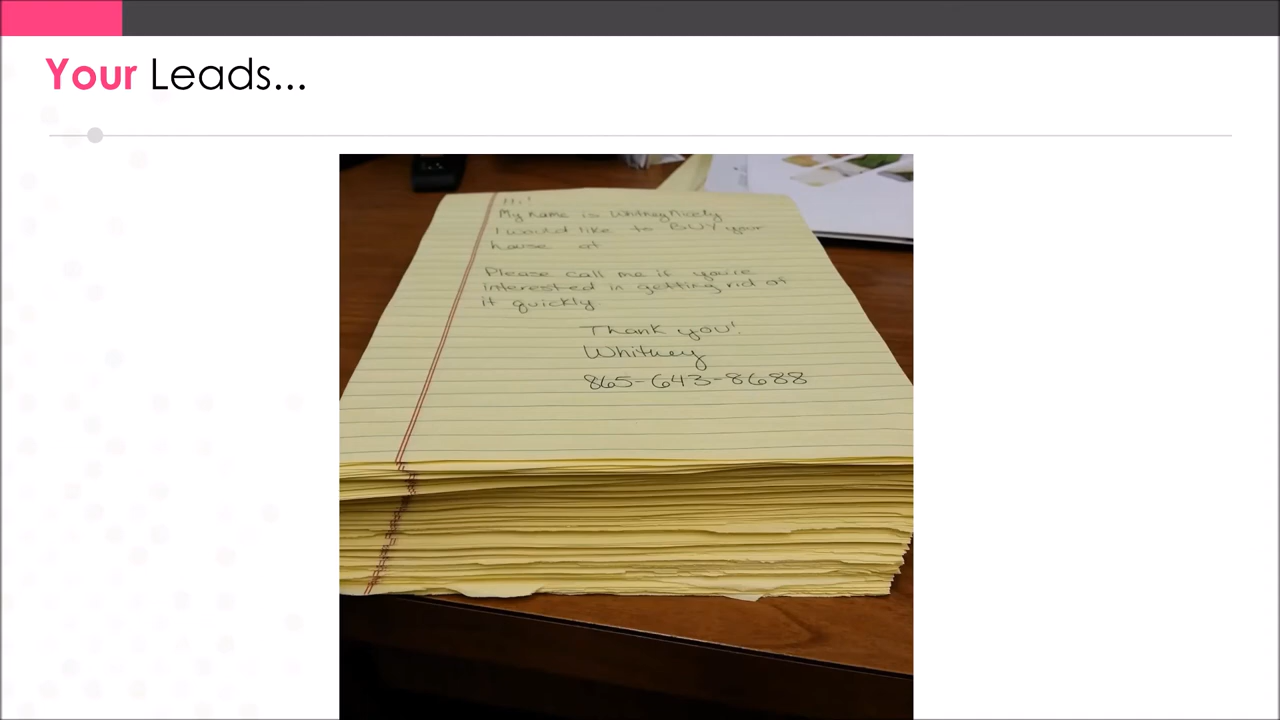 Your Leads...
Hi!
My name is Whitney Nicely
I would like to BUY your
house at
Please call me if you're
interested in getting rid of
it quickly
Thank you!
Whitney
865-643-8688